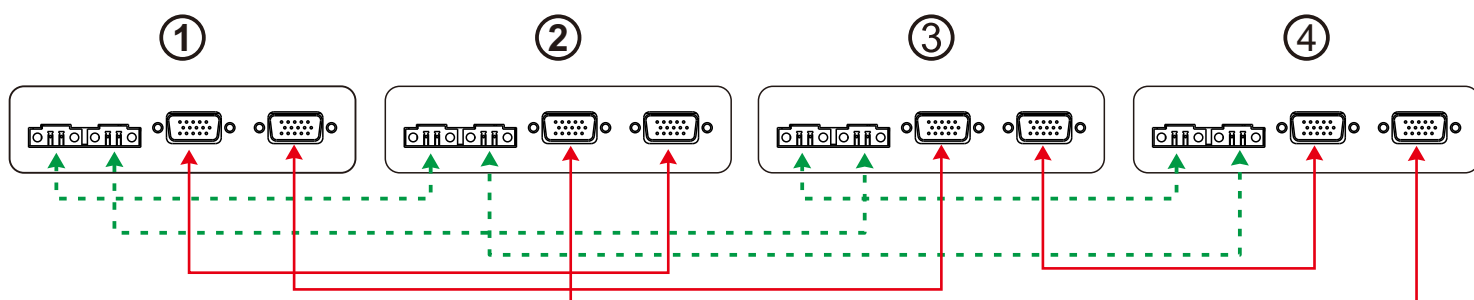 ① ② ③ ④